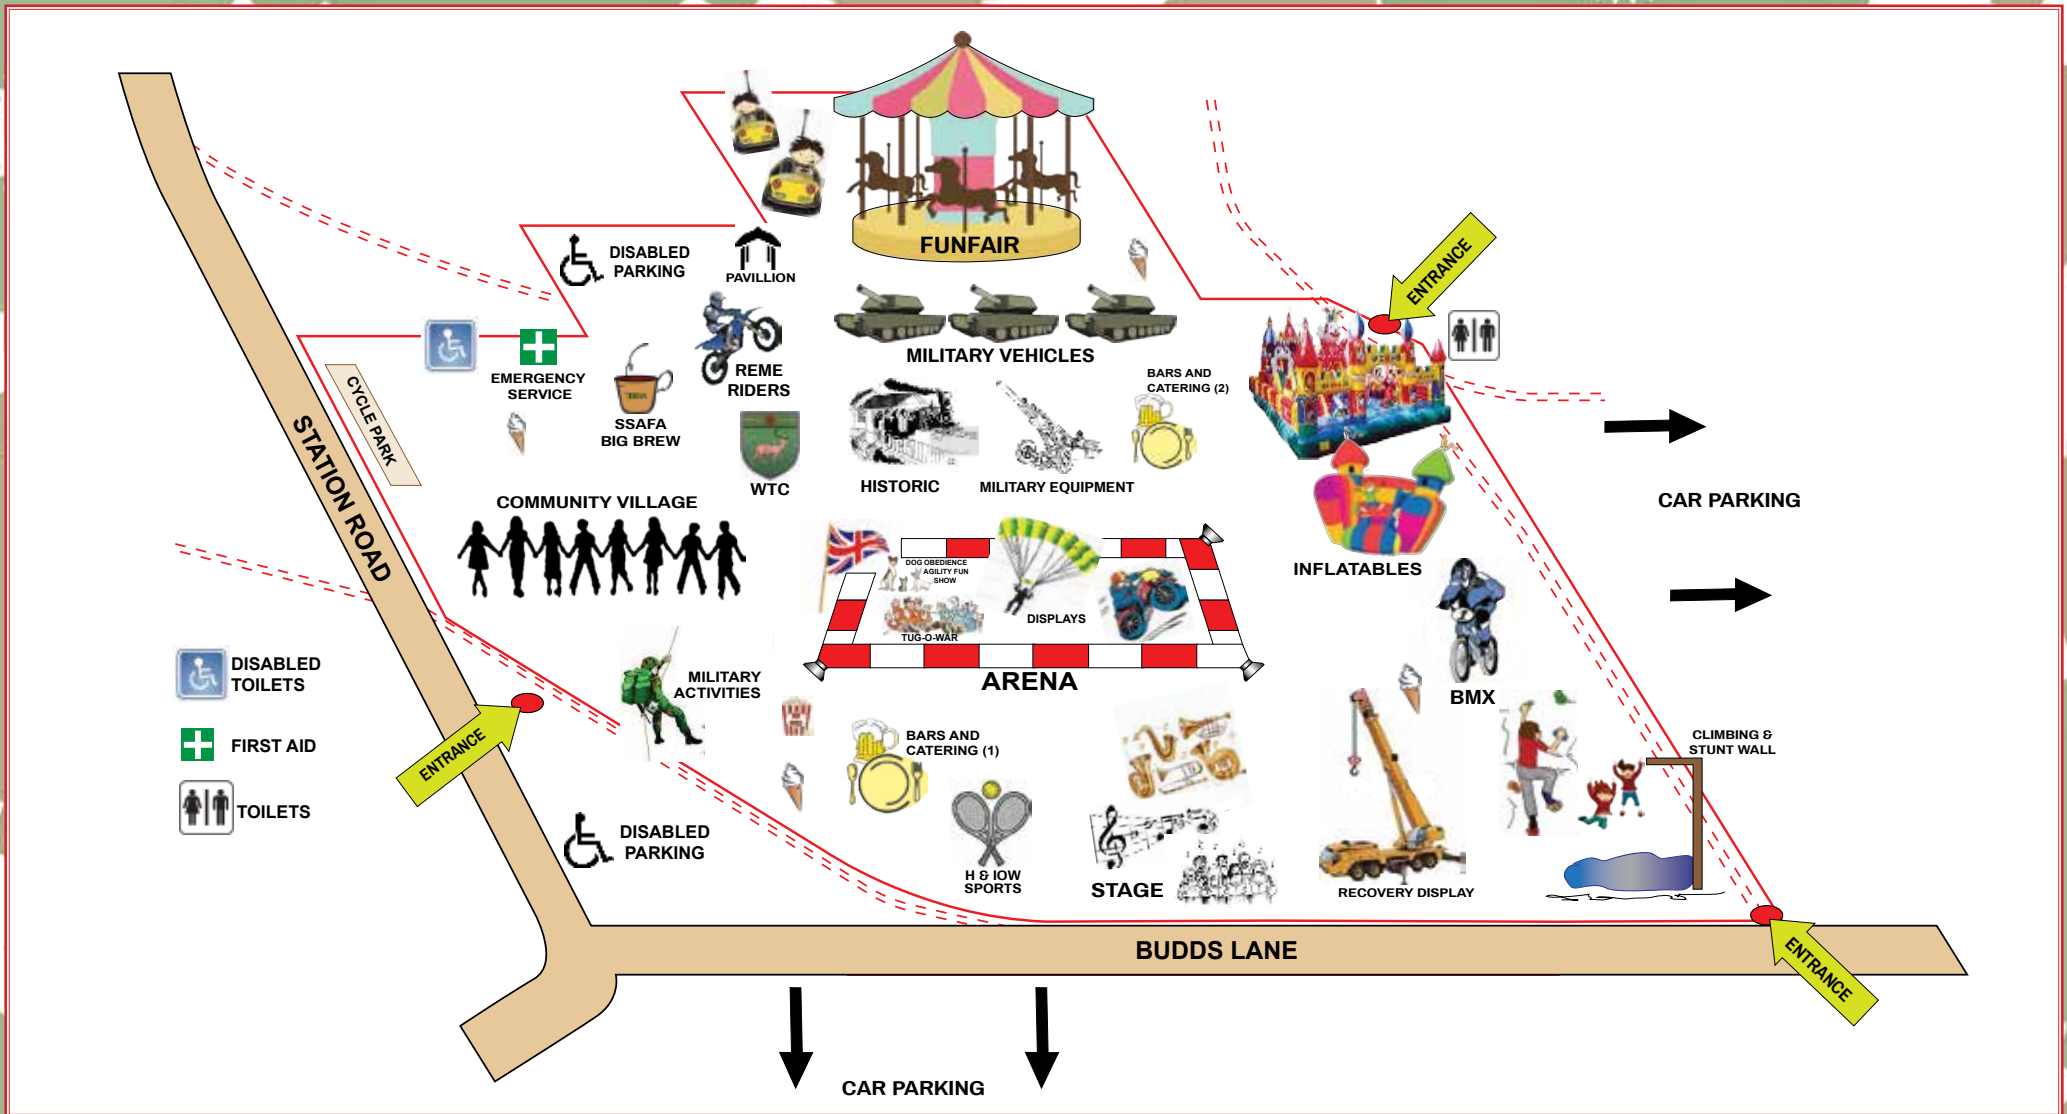 FUNFAIR
DISABLED
PARKING
PAVILLION
ENTRANCE
MILITARY VEHICLES
EMERGENCY
SERVICE
REME
RIDERS
BARS AND
CATERING (2)
CYCLE PARK
SSAFA
BIG BREW
STATION ROAD
WTC
HISTORIC
MILITARY EQUIPMENT
CAR PARKING
COMMUNITY VILLAGE
INFLATABLES
DOG OBEDIENCE
AGILITY FUN
SHOW
DISPLAYS
TUG-O-WAR
ARENA
DISABLED
TOILETS
MILITARY
ACTIVITIES
BMX
FIRST AID
ENTRANCE
BARS AND
CATERING (1)
CLIMBING &
STUNT WALL
TOILETS
DISABLED
PARKING
H & IOW
SPORTS
STAGE
RECOVERY DISPLAY
BUDDS LANE
ENTRANCE
CAR PARKING